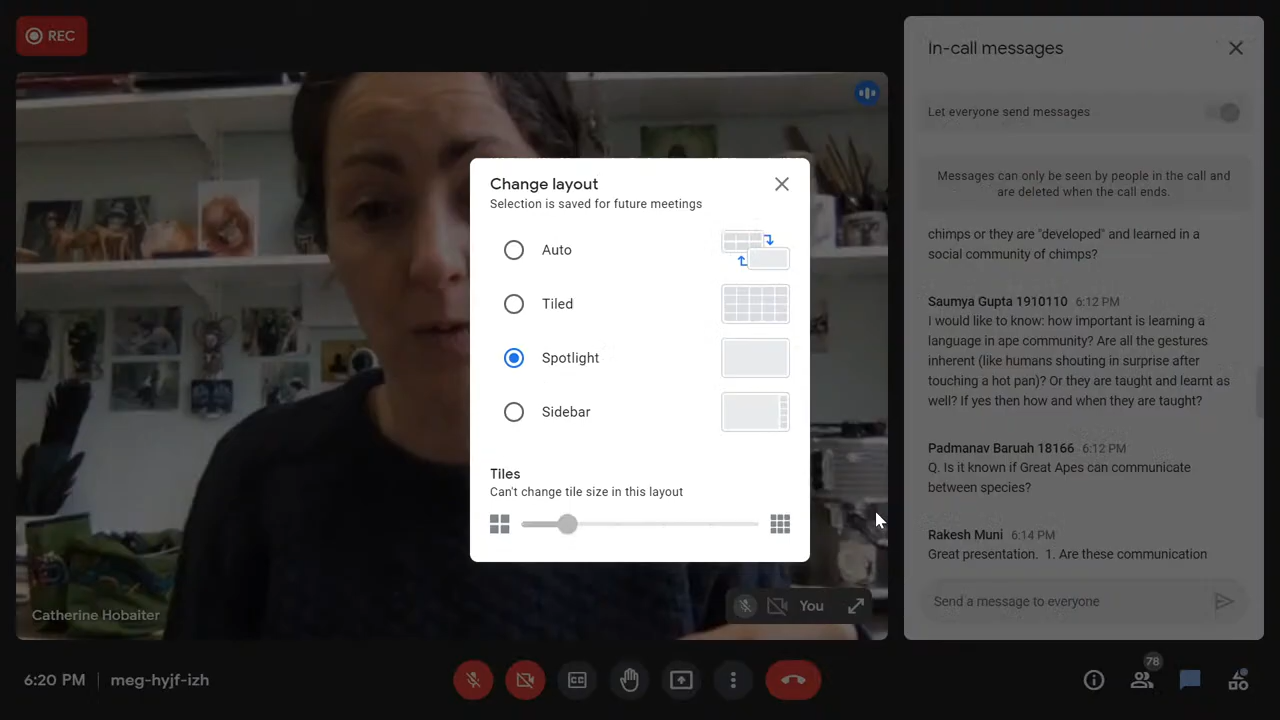 REC
In-call messages
Let everyone send messages
Messages can only be seen by people in the call and
are deleted when the call ends.
chimps or they are "developed" and learned in a
social community of chimps?
Saumya Gupta 1910110 6:12 PM
I would like to know: how important is learning a
language in ape community? Are all the gestures
inherent (like humans shouting in surprise after
touching a hot pan)? Or they are taught and learnt as
well? If yes then how and when they are taught?
Padmanav Baruah 18166 6:12 PM
Q. Is it known if Great Apes can communicate
between species?
Rakesh Muni 6:14 PM
Great presentation. 1. Are these communication
Send a message to everyone
Change layout
Selection is saved for future meetings
Auto
Tiled
Spotlight
Sidebar
Tiles
Can't change tile size in this layout
Catherine Hobaiter
You
6:20 PM | meg-hyjf-izh
CC
78